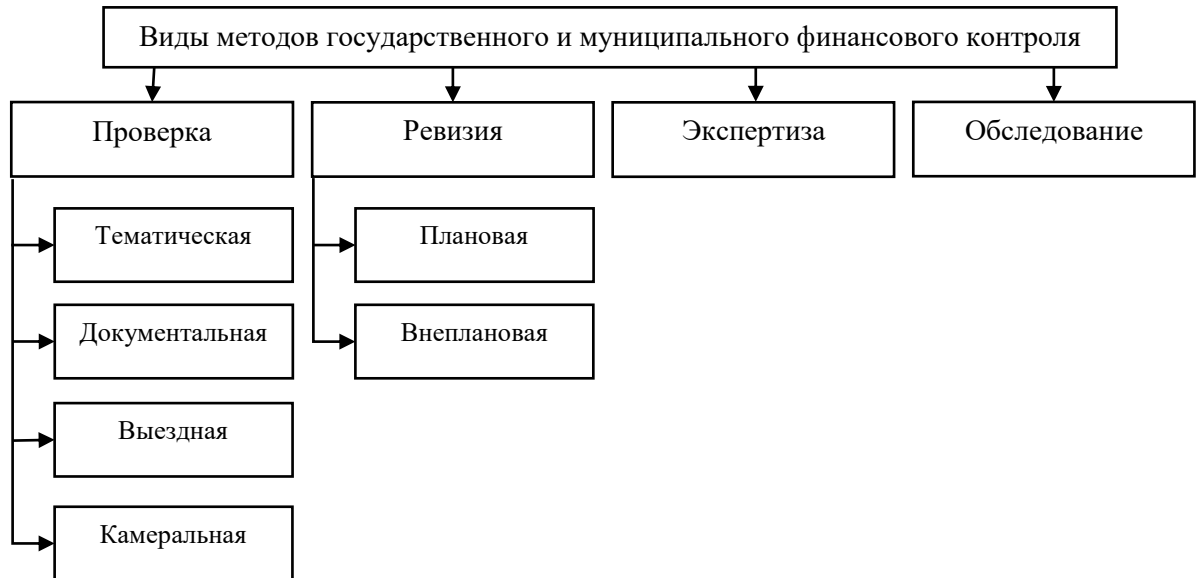 Виды методов государственного и муниципального финансового контроля
Проверка
Ревизия
Экспертиза
Обследование
Тематическая
Плановая
Документальная
Внеплановая
Выездная
Камеральная